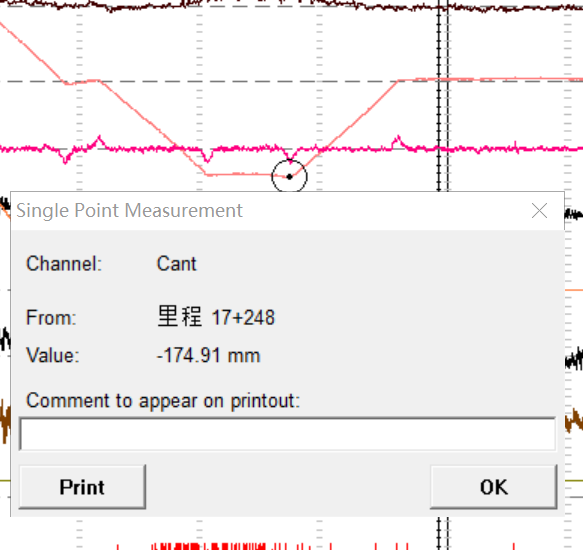 Single Point Measurement
Channel: Cant
From: 里程 17+248
Value: -174.91 mm
Comment to appear on printout:
Print OK